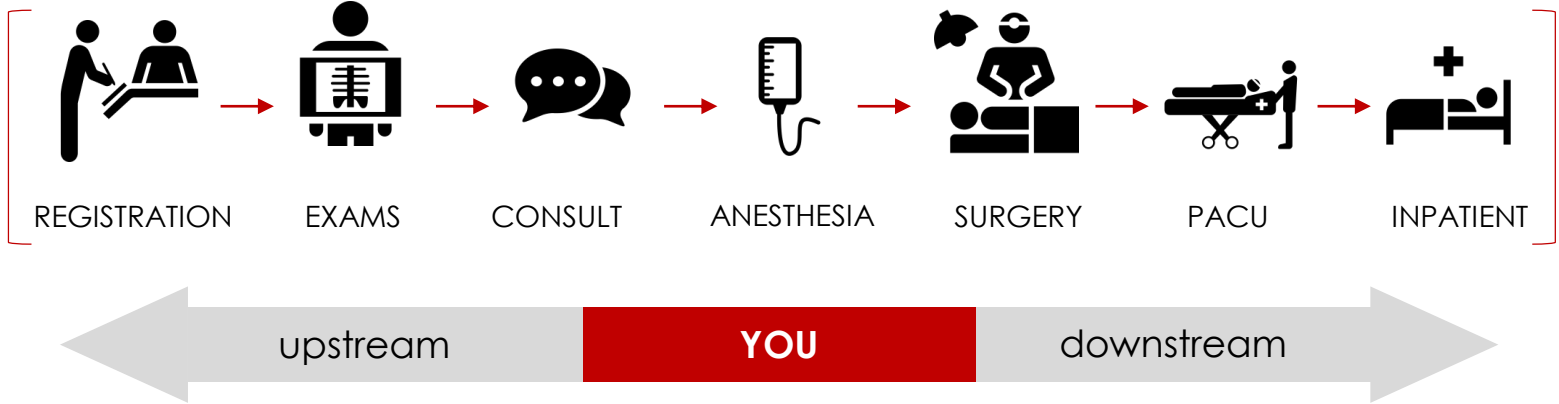 REGISTRATION EXAMS CONSULT ANESTHESIA SURGERY PACU INPATIENT
upstream YOU downstream